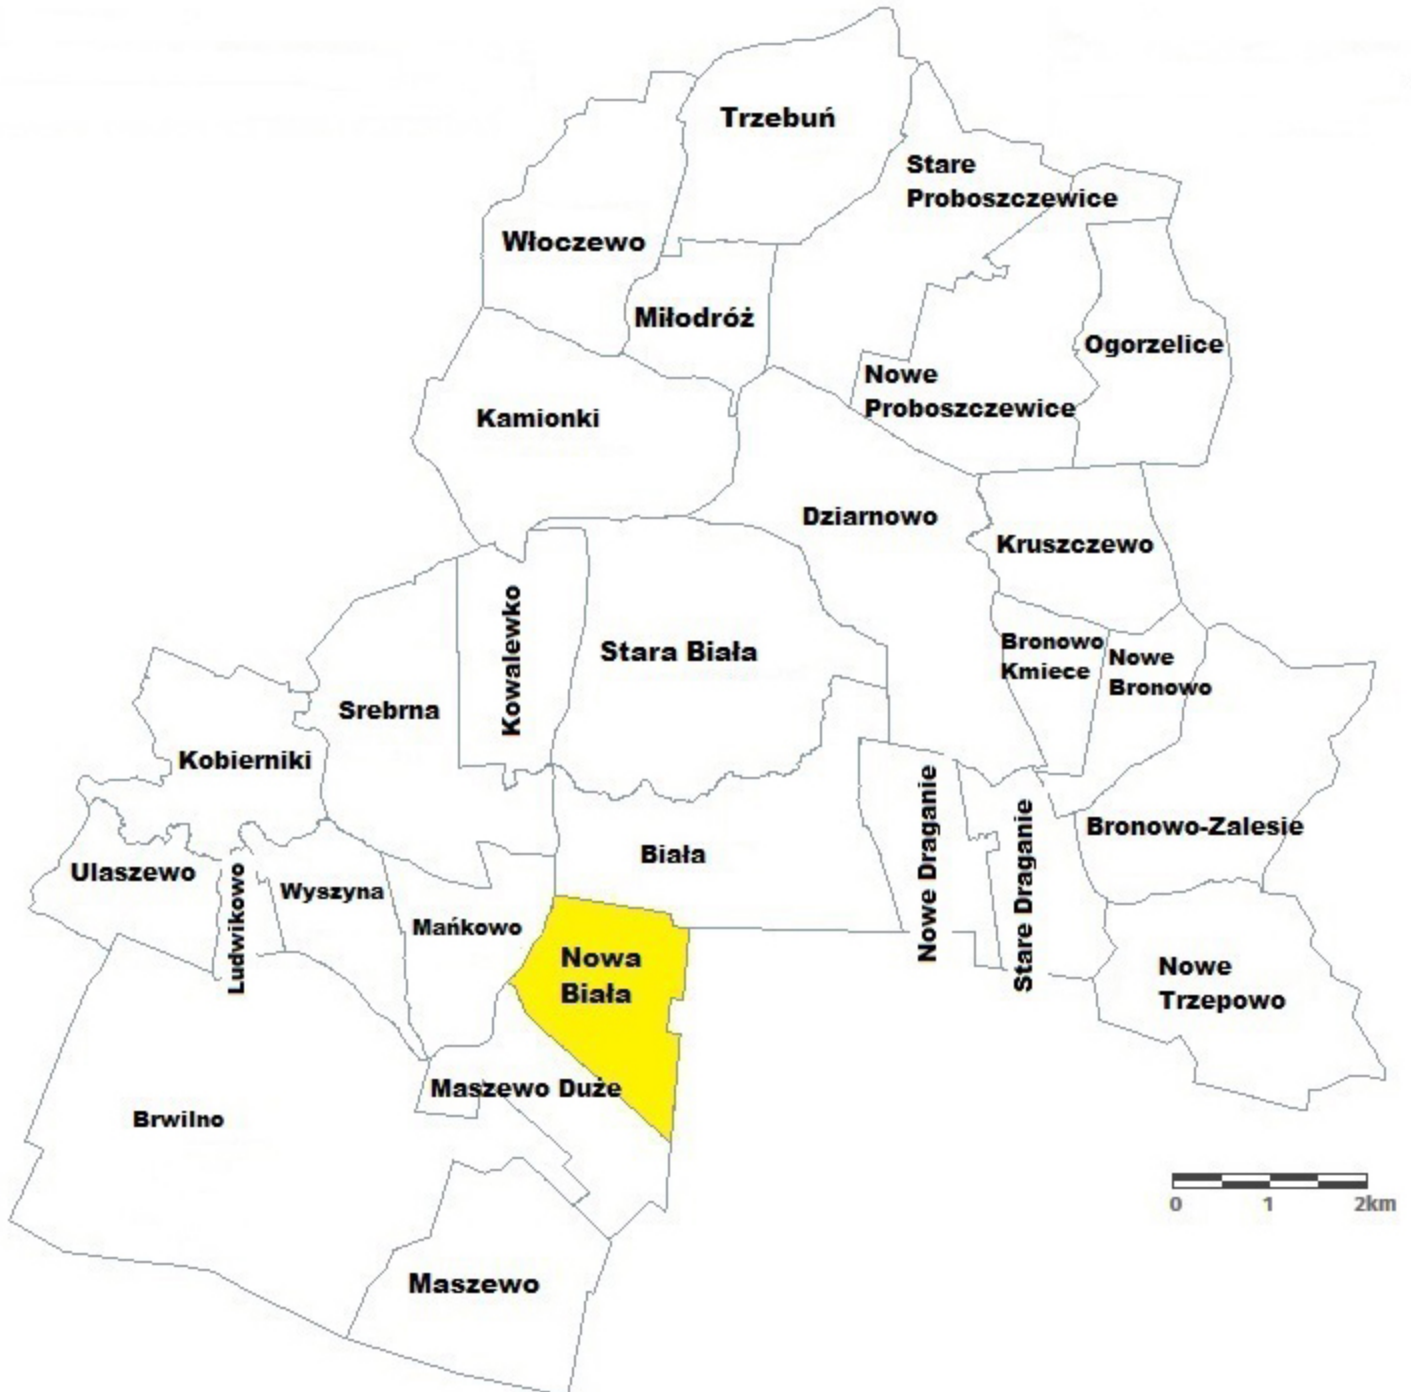 Trzebuń
Stare
Proboszczewice
Włoczewo
Miłodróż
Ogorzelice
Nowe
Proboszczewice
Kamionki
Dziarnowo
Kruszczewo
Kowalewko
Stara Biała
Bronowo
Kmiece
Nowe
Bronowo
Srebrna
Kobierniki
Nowe Draganie
Stare Draganie
Bronowo-Zalesie
Biała
Ulaszewo
Ludwikowo
Wyszyna
Mańkowo
Nowa
Biała
Nowe
Trzepowo
Maszewo Duże
Brwilno
0 1 2km
Maszewo